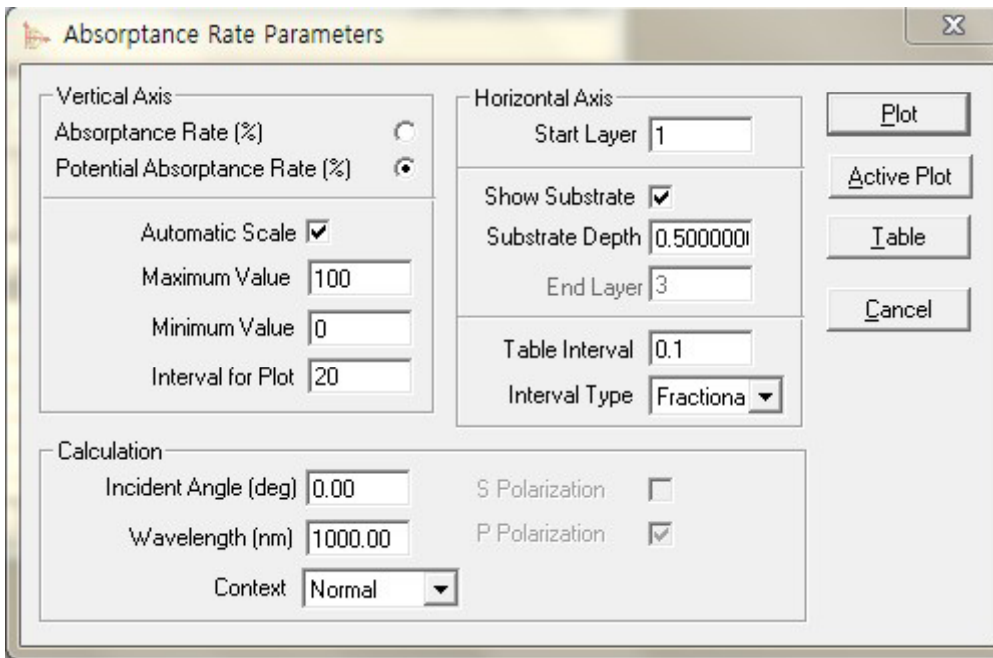 Absorptance Rate Parameters
Vertical Axis
Absorptance Rate (%)
Potential Absorptance Rate (%)
Automatic Scale
Maximum Value 100
Minimum Value 0
Interval for Plot 20
Horizontal Axis
Start Layer 1
Show Substrate
Substrate Depth 0.500000
End Layer 3
Table Interval 0.1
Interval Type Fractiona
Plot
Active Plot
Table
Cancel
Calculation
Incident Angle (deg) 0.00
Wavelength (nm) 1000.00
Context Normal
S Polarization
P Polarization